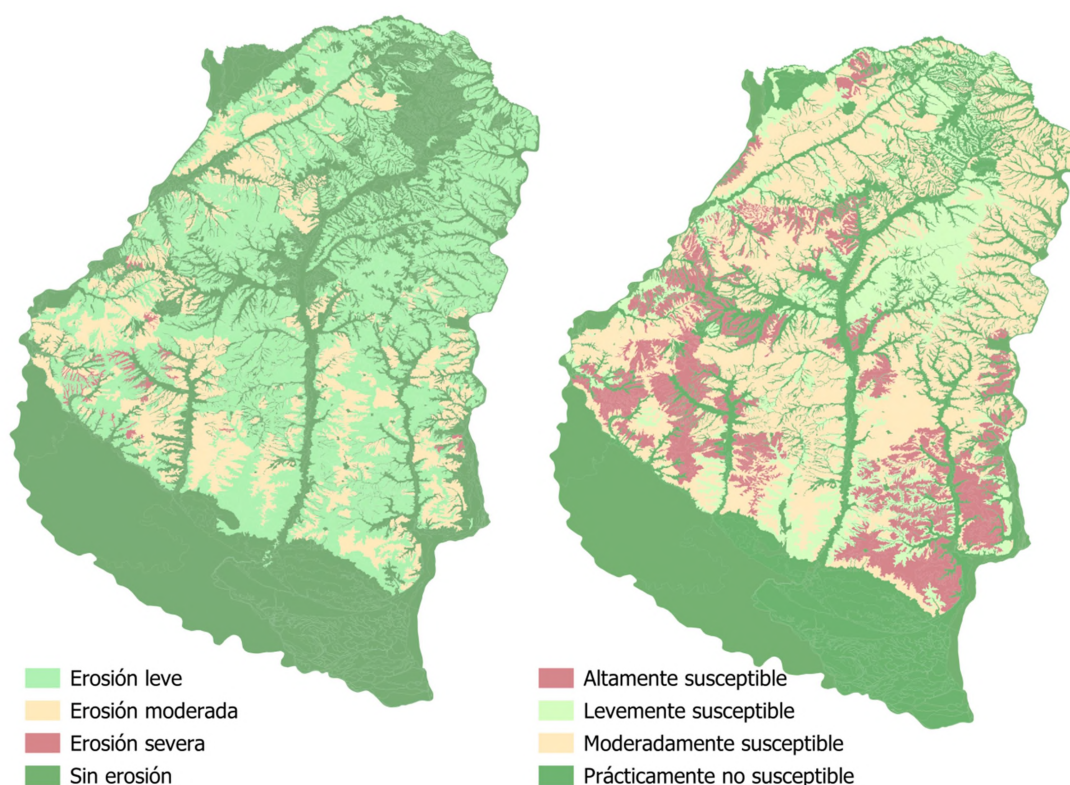 Erosión leve
Erosión moderada
Erosión severa
Sin erosión
Altamente susceptible
Levemente susceptible
Moderadamente susceptible
Prácticamente no susceptible